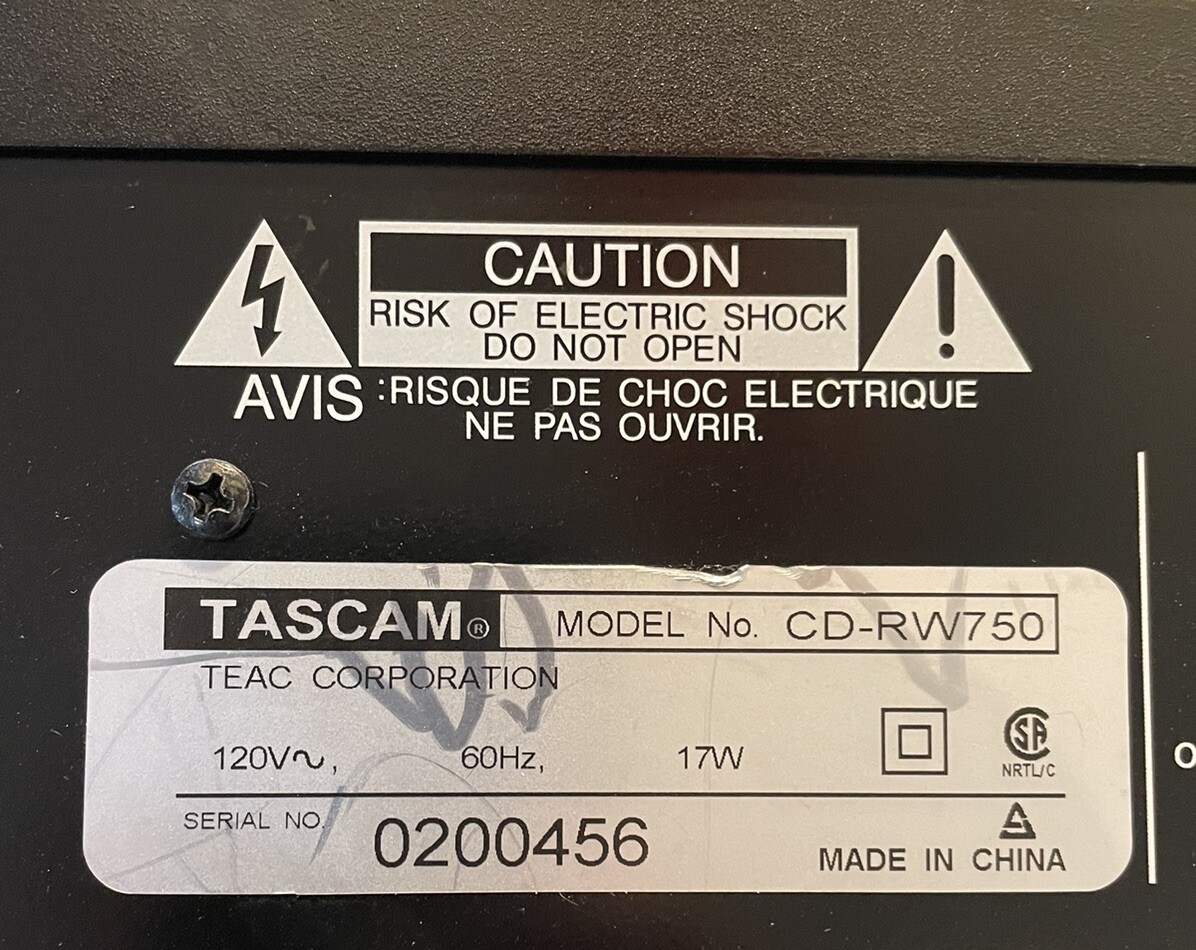 CAUTION
RISK OF ELECTRIC SHOCK
DO NOT OPEN
AVIS :RISQUE DE CHOC ELECTRIQUE
NE PAS OUVRIR.
TASCAM® MODEL No. CD-RW750
TEAC CORPORATION
120V∿, 60Hz, 17W
SA
NRTL/C
SERIAL NO. 0200456
MADE IN CHINA